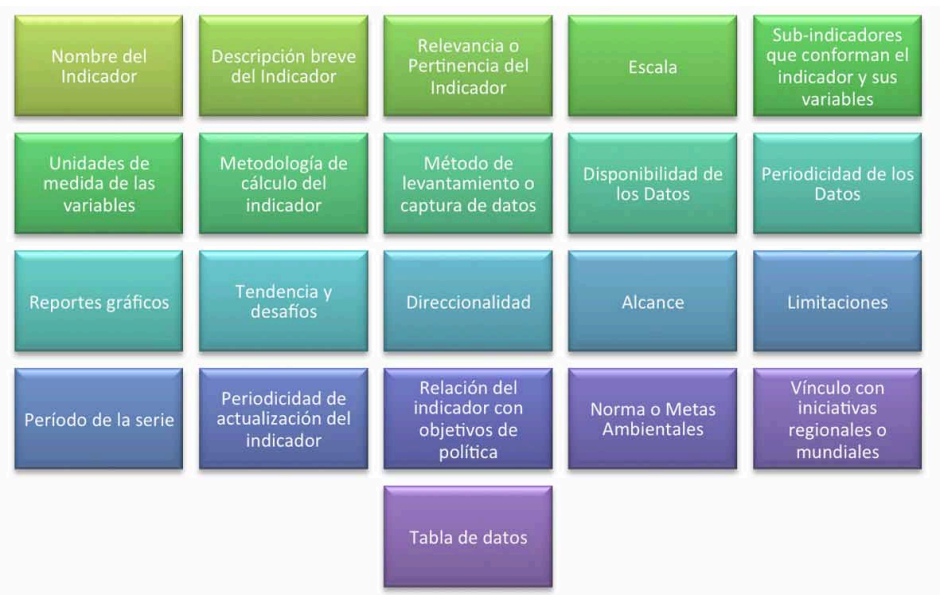 Nombre del
Indicador
Descripción breve
del Indicador
Relevancia o
Pertinencia del
Indicador
Escala
Sub-indicadores
que conforman el
indicador y sus
variables
Unidades de
medida de las
variables
Metodología de
cálculo del
indicador
Método de
levantamiento o
captura de datos
Disponibilidad de
los Datos
Periodicidad de los
Datos
Reportes gráficos
Tendencia y
desafíos
Direccionalidad
Alcance
Limitaciones
Período de la serie
Periodicidad de
actualización del
indicador
Relación del
indicador con
objetivos de
política
Norma o Metas
Ambientales
Vínculo con
iniciativas
regionales o
mundiales
Tabla de datos